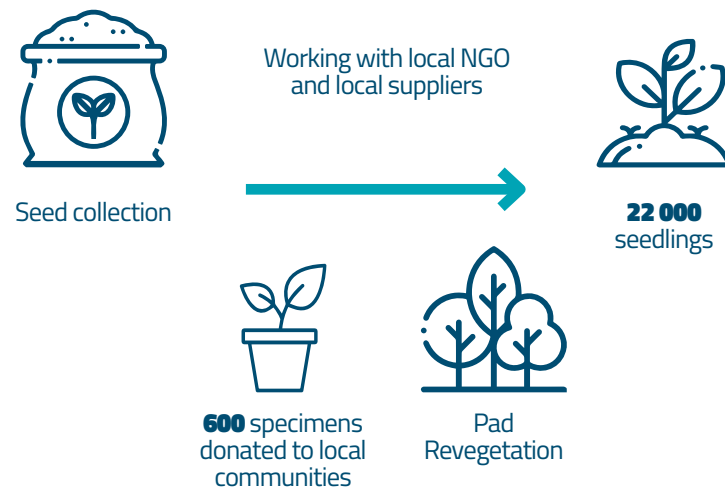 Working with local NGO
and local suppliers
Seed collection
22 000
seedlings
600 specimens
donated to local
communities
Pad
Revegetation